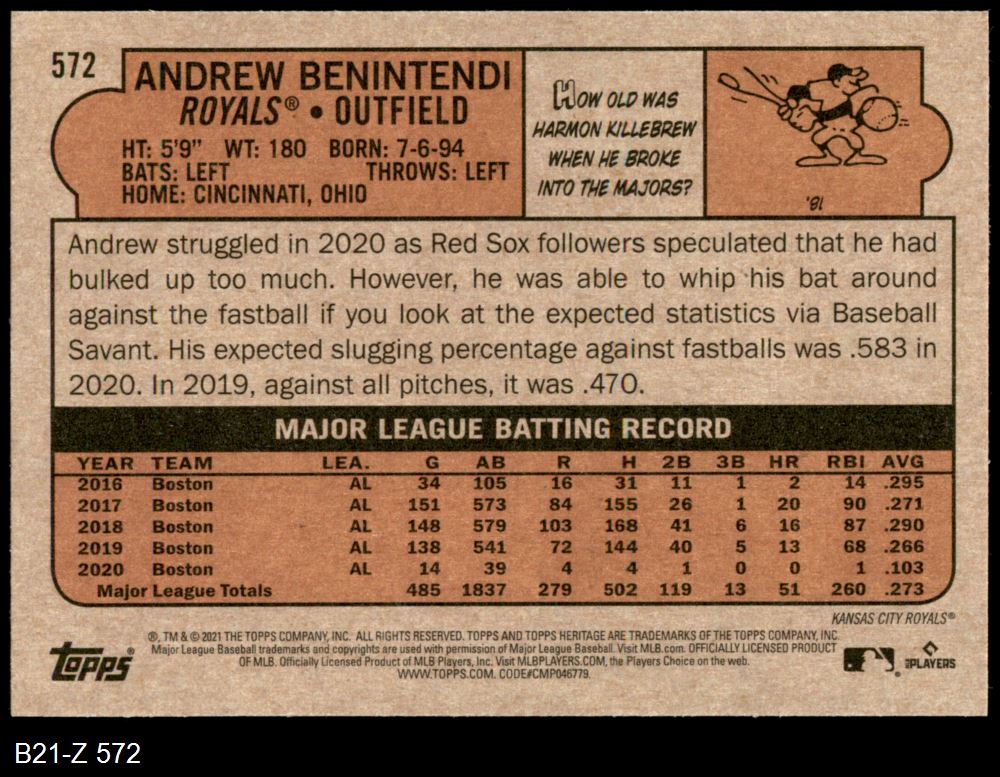 572
ANDREW BENINTENDI
ROYALS® • OUTFIELD
HT: 5'9" WT: 180 BORN: 7-6-94
BATS: LEFT THROWS: LEFT
HOME: CINCINNATI, OHIO
HOW OLD WAS
HARMON KILLEBREW
WHEN HE BROKE
INTO THE MAJORS?
'81
Andrew struggled in 2020 as Red Sox followers speculated that he had
bulked up too much. However, he was able to whip his bat around
against the fastball if you look at the expected statistics via Baseball
Savant. His expected slugging percentage against fastballs was .583 in
2020. In 2019, against all pitches, it was .470.
MAJOR LEAGUE BATTING RECORD
YEAR TEAM LEA. G AB R H 2B 3B HR RBI AVG
2016 Boston AL 34 105 16 31 11 1 2 14 .295
2017 Boston AL 151 573 84 155 26 1 20 90 .271
2018 Boston AL 148 579 103 168 41 6 16 87 .290
2019 Boston AL 138 541 72 144 40 5 13 68 .266
2020 Boston AL 14 39 4 4 1 0 0 1 .103
Major League Totals 485 1837 279 502 119 13 51 260 .273
KANSAS CITY ROYALS®
®, TM & © 2021 THE TOPPS COMPANY, INC. ALL RIGHTS RESERVED. TOPPS AND TOPPS HERITAGE ARE TRADEMARKS OF THE TOPPS COMPANY, INC.
Major League Baseball trademarks and copyrights are used with permission of Major League Baseball. Visit MLB.com. OFFICIALLY LICENSED PRODUCT
OF MLB. Officially Licensed Product of MLB Players, Inc. Visit MLBPLAYERS.COM, the Players Choice on the web.
WWW.TOPPS.COM. CODE#CMP046779.
topps®
MLB PLAYERS
B21-Z 572